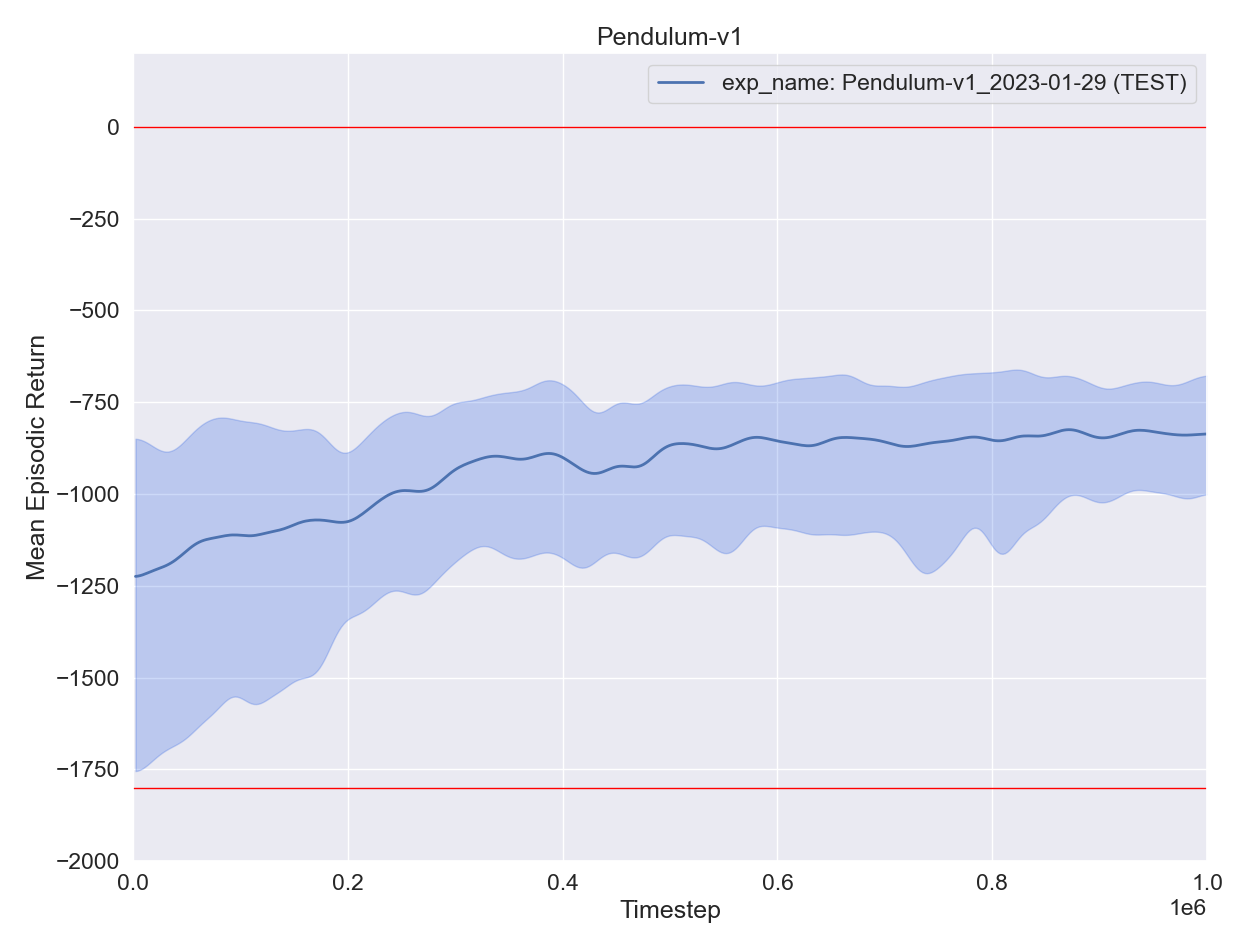 Pendulum-v1
exp_name: Pendulum-v1_2023-01-29 (TEST)
Mean Episodic Return
0
−250
−500
−750
−1000
−1250
−1500
−1750
−2000
0.0 0.2 0.4 0.6 0.8 1.0
Timestep
1e6